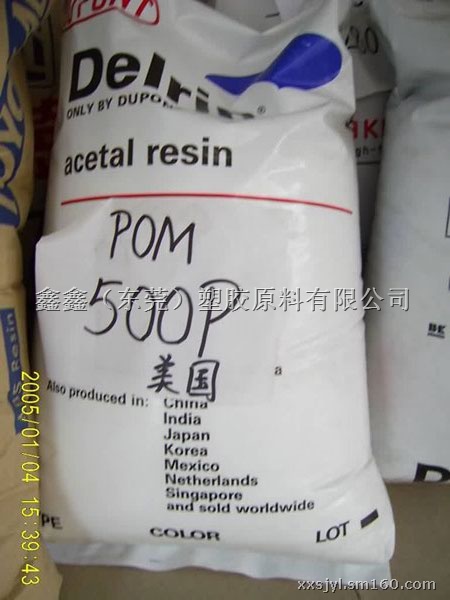 DUPONT
Delrin®
ONLY BY DUPONT
acetal resin
POM
500P
美国
鑫鑫（东莞）塑胶原料有限公司
Also produced in:
China
India
Japan
Korea
Mexico
Netherlands
Singapore
and sold worldwide
COLOR
LOT
Resin
2005/01/04 15:39:43
xxsjyl.sm160.com